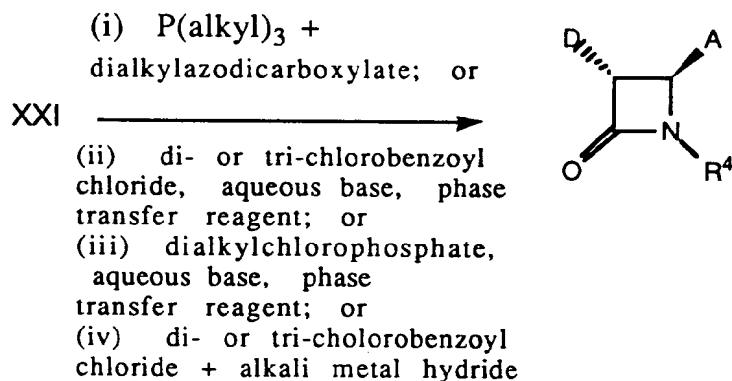 (i) P(alkyl)3 +
dialkylazodicarboxylate; or
XXI
(ii) di- or tri-chlorobenzoyl
chloride, aqueous base, phase
transfer reagent; or
(iii) dialkylchlorophosphate,
aqueous base, phase
transfer reagent; or
(iv) di- or tri-cholorobenzoyl
chloride + alkali metal hydride
D A
N
O R4